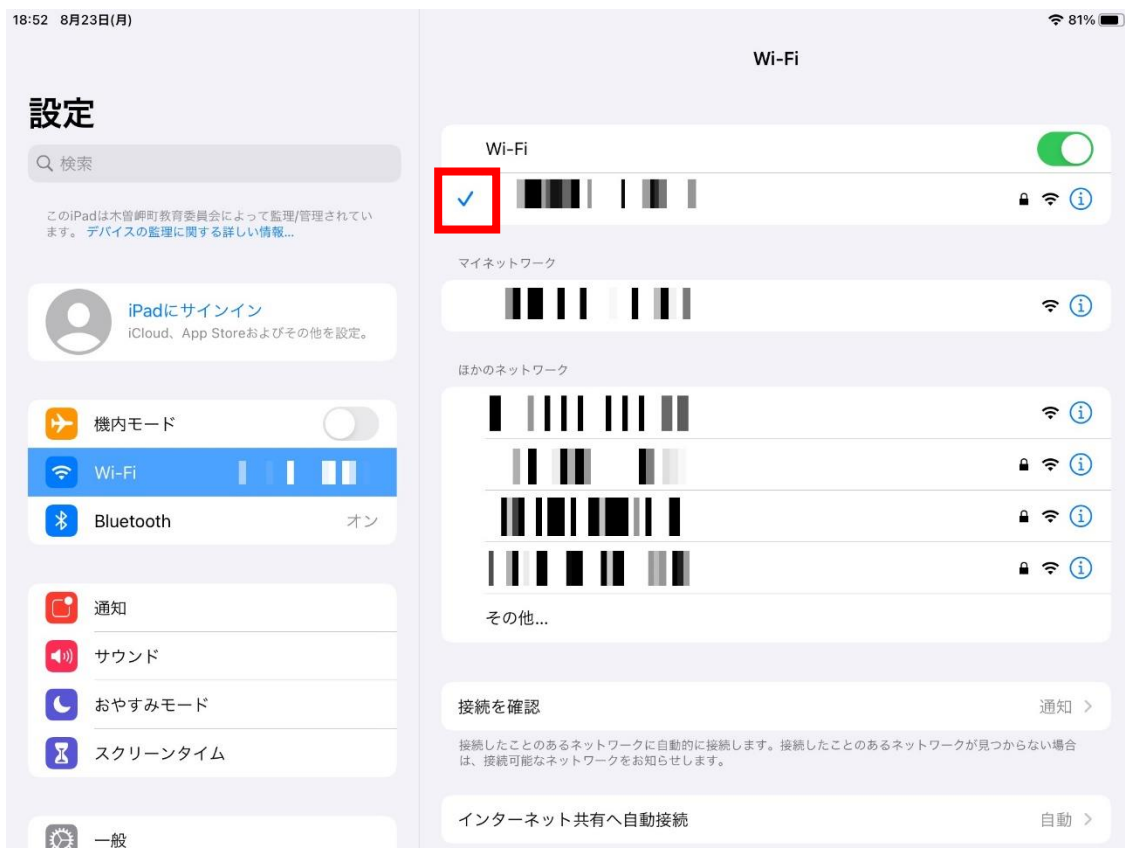 18:52 8月23日(月)
81%
設定
検索
このiPadは木曽岬町教育委員会によって監理/管理されてい
ます。 デバイスの監理に関する詳しい情報...
iPadにサインイン
iCloud、App Storeおよびその他を設定。
機内モード
Wi-Fi
Bluetooth オン
通知
サウンド
おやすみモード
スクリーンタイム
一般
Wi-Fi
Wi-Fi
マイネットワーク
ほかのネットワーク
その他...
接続を確認 通知
接続したことのあるネットワークに自動的に接続します。接続したことのあるネットワークが見つからない場合
は、接続可能なネットワークをお知らせします。
インターネット共有へ自動接続 自動